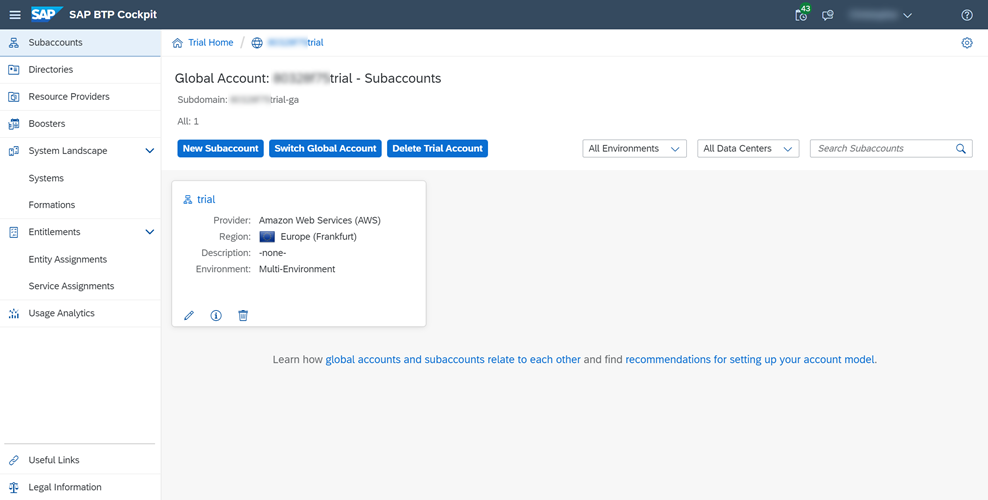 SAP SAP BTP Cockpit 43
Subaccounts
Directories
Resource Providers
Boosters
System Landscape
Systems
Formations
Entitlements
Entity Assignments
Service Assignments
Usage Analytics
Useful Links
Legal Information
Trial Home / trial
Global Account: trial - Subaccounts
Subdomain: trial-ga
All: 1
New Subaccount Switch Global Account Delete Trial Account All Environments All Data Centers Search Subaccounts
trial
Provider: Amazon Web Services (AWS)
Region: Europe (Frankfurt)
Description: -none-
Environment: Multi-Environment
Learn how global accounts and subaccounts relate to each other and find recommendations for setting up your account model.